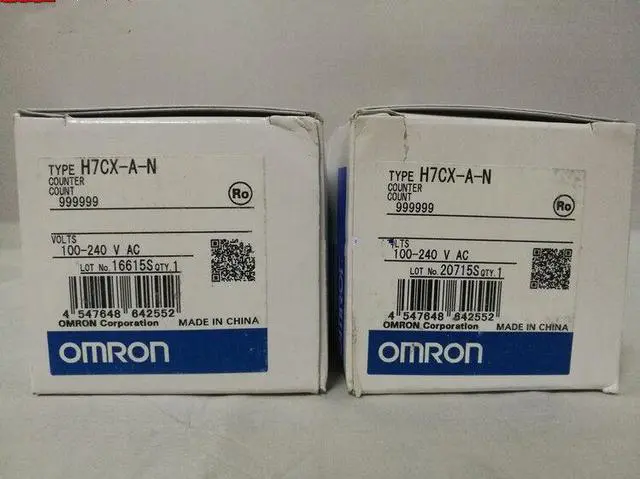 TYPE H7CX-A-N
COUNTER
COUNT
999999
Ro
VOLTS
100-240 V AC
LOT No. 16615S QTY. 1
4 547648 642552
OMRON Corporation MADE IN CHINA
OMRON
TYPE H7CX-A-N
COUNTER
COUNT
999999
Ro
LTS
100-240 V AC
LOT No. 20715S QTY. 1
4 547648 642552
OMRON Corporation MADE IN CHINA
OMRON